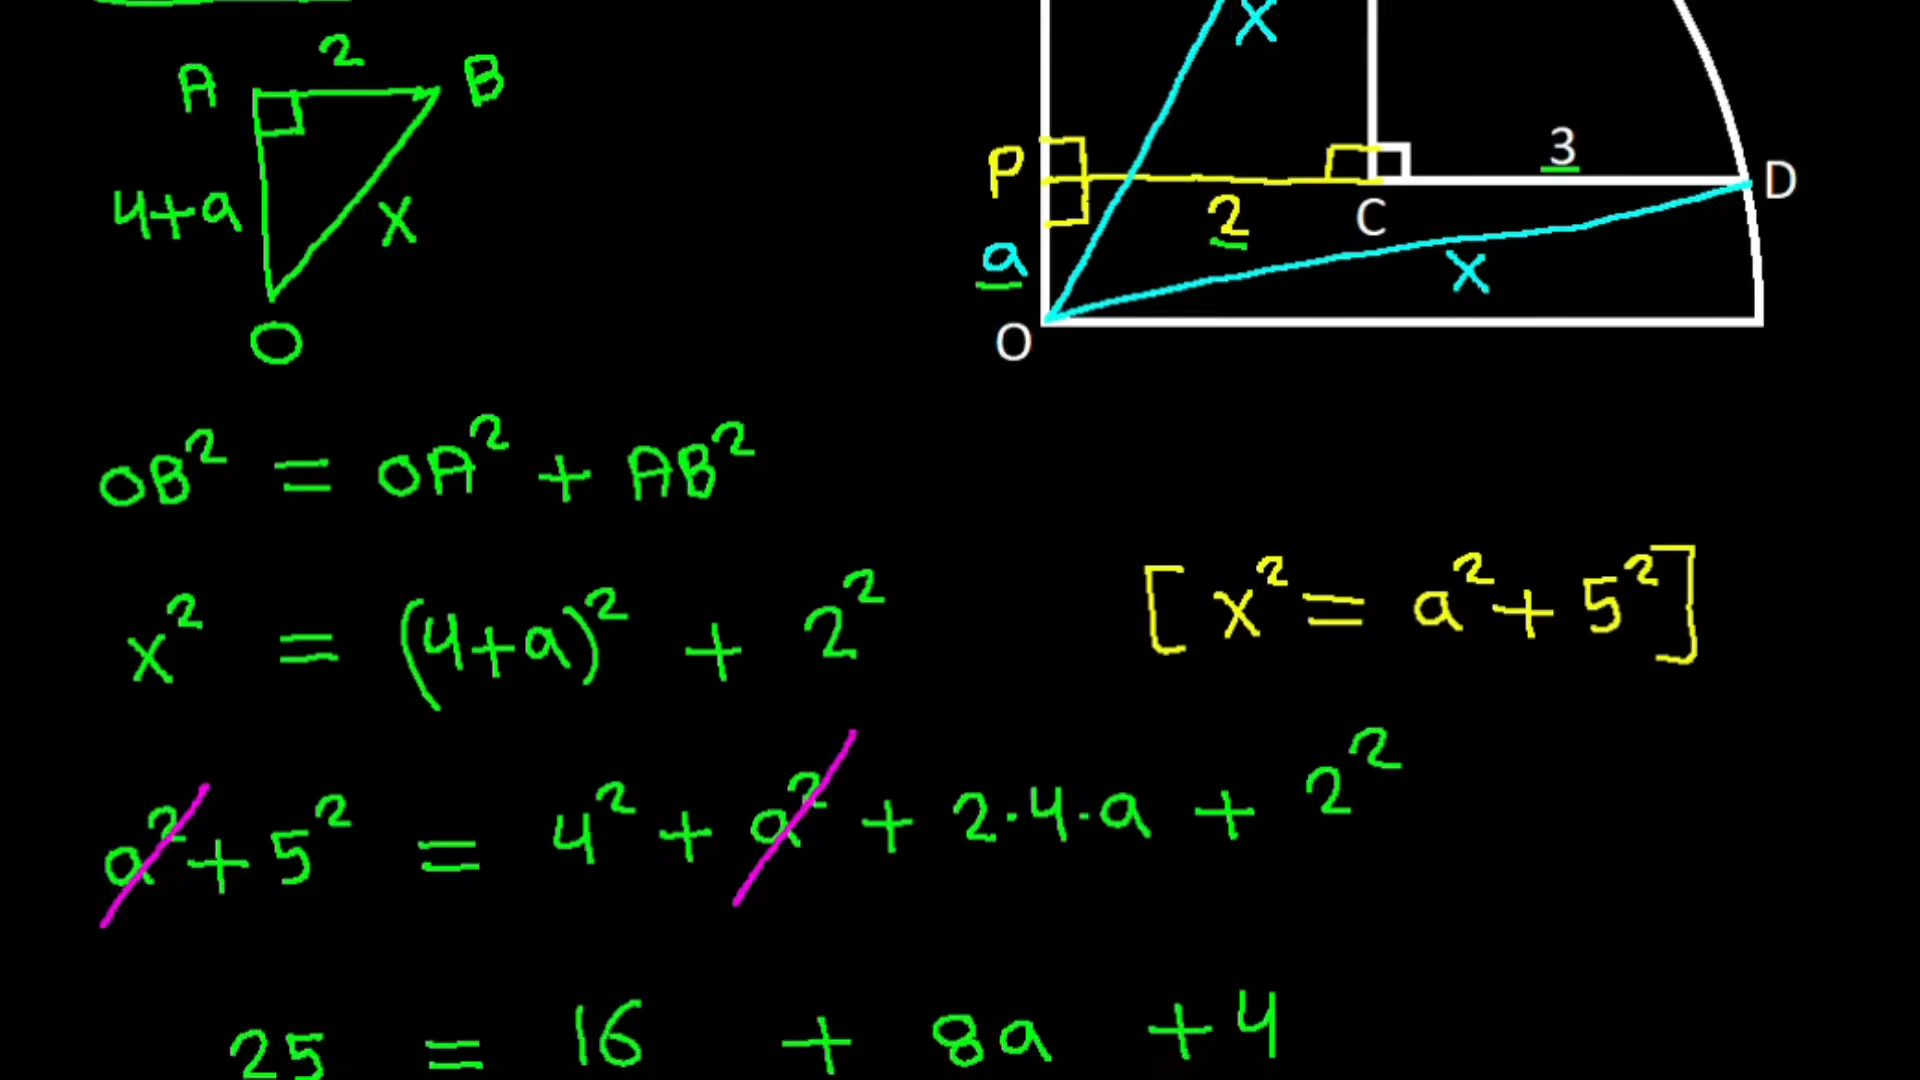 A 2 B
4+a x
O
x
P 3 D
2 C
a x
O
OB² = OA² + AB²
x² = (4+a)² + 2² [x² = a² + 5²]
a² + 5² = 4² + a² + 2·4·a + 2²
25 = 16 + 8a + 4